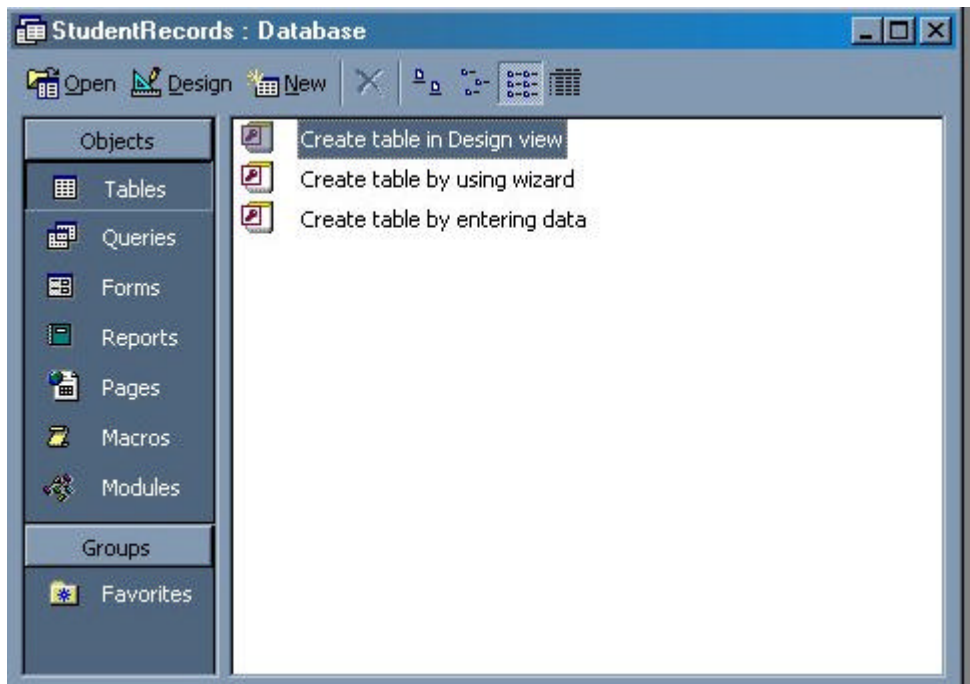 StudentRecords : Database
Open Design New
Objects
Tables
Queries
Forms
Reports
Pages
Macros
Modules
Groups
Favorites
Create table in Design view
Create table by using wizard
Create table by entering data